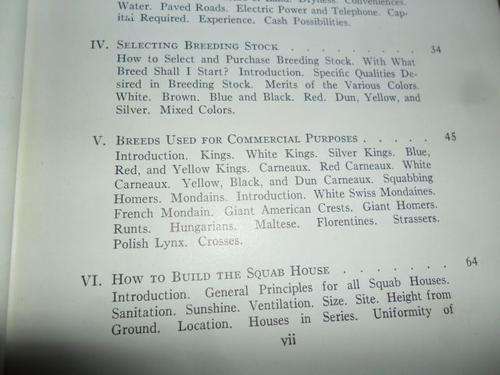 of Land. Dryness. Conveniences.
Water. Paved Roads. Electric Power and Telephone. Cap-
ital Required. Experience. Cash Possibilities.
IV. SELECTING BREEDING STOCK . . . . . . . . . 34
How to Select and Purchase Breeding Stock. With What
Breed Shall I Start? Introduction. Specific Qualities De-
sired in Breeding Stock. Merits of the Various Colors.
White. Brown. Blue and Black. Red. Dun, Yellow, and
Silver. Mixed Colors.
V. BREEDS USED FOR COMMERCIAL PURPOSES . . . . . 45
Introduction. Kings. White Kings. Silver Kings. Blue,
Red, and Yellow Kings. Carneaux. Red Carneaux. White
Carneaux. Yellow, Black, and Dun Carneaux. Squabbing
Homers. Mondains. Introduction. White Swiss Mondaines.
French Mondain. Giant American Crests. Giant Homers.
Runts. Hungarians. Maltese. Florentines. Strassers.
Polish Lynx. Crosses.
VI. HOW TO BUILD THE SQUAB HOUSE . . . . . . . 64
Introduction. General Principles for all Squab Houses.
Sanitation. Sunshine. Ventilation. Size. Site. Height from
Ground. Location. Houses in Series. Uniformity of
vii